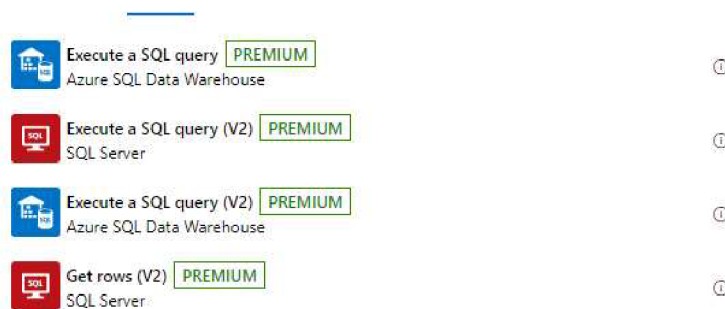 Execute a SQL query PREMIUM
Azure SQL Data Warehouse
Execute a SQL query (V2) PREMIUM
SQL Server
Execute a SQL query (V2) PREMIUM
Azure SQL Data Warehouse
Get rows (V2) PREMIUM
SQL Server